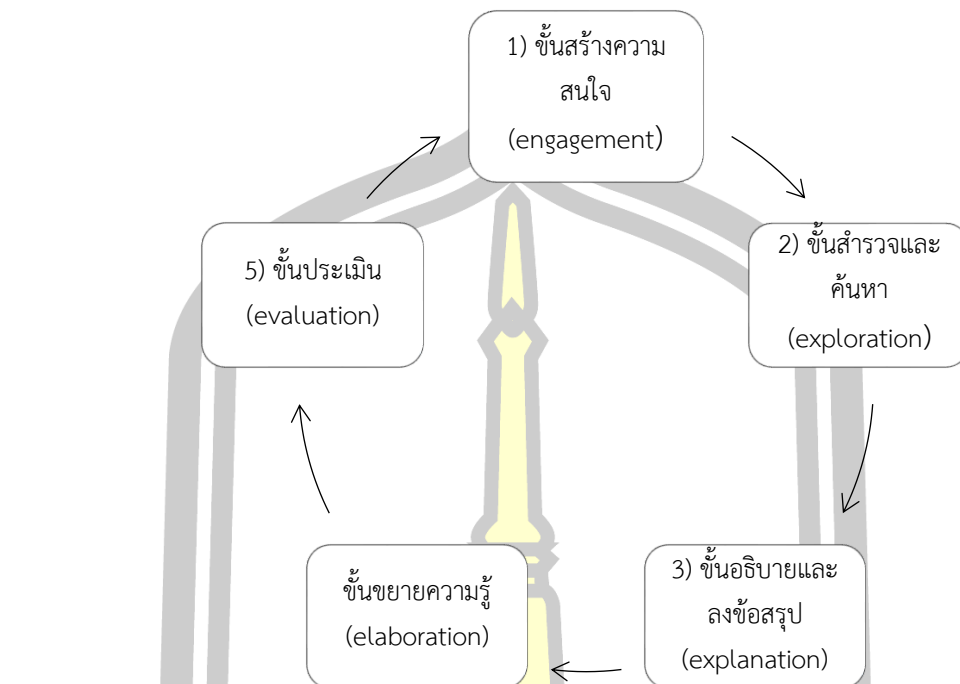 1) ขั้นสร้างความ
สนใจ
(engagement)
2) ขั้นสำรวจและ
ค้นหา
(exploration)
3) ขั้นอธิบายและ
ลงข้อสรุป
(explanation)
ขั้นขยายความรู้
(elaboration)
5) ขั้นประเมิน
(evaluation)